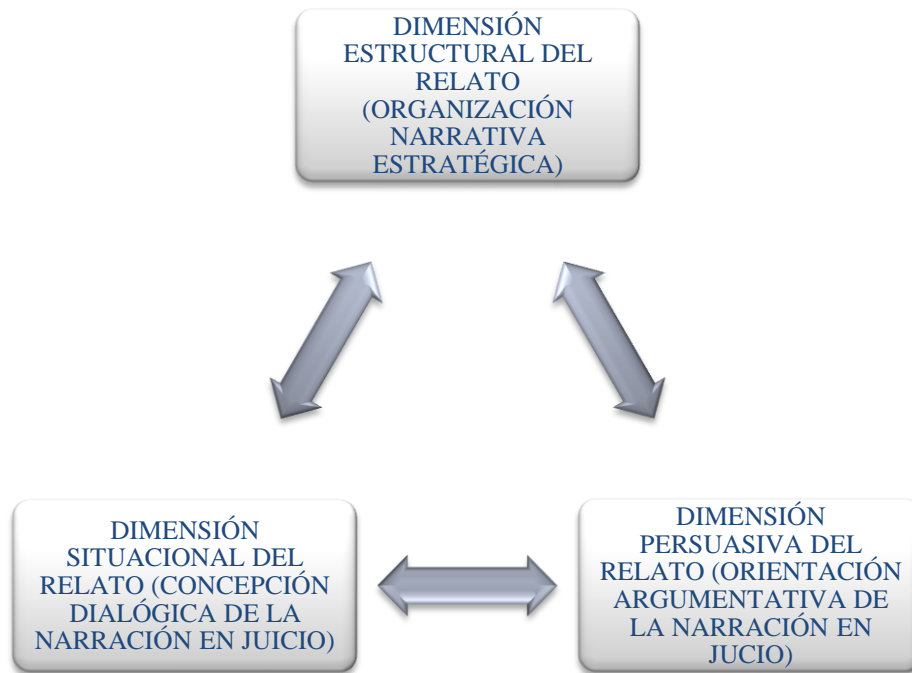 DIMENSIÓN
ESTRUCTURAL DEL
RELATO
(ORGANIZACIÓN
NARRATIVA
ESTRATÉGICA)
DIMENSIÓN
SITUACIONAL DEL
RELATO (CONCEPCIÓN
DIALÓGICA DE LA
NARRACIÓN EN JUICIO)
DIMENSIÓN
PERSUASIVA DEL
RELATO (ORIENTACIÓN
ARGUMENTATIVA DE
LA NARRACIÓN EN
JUCIO)